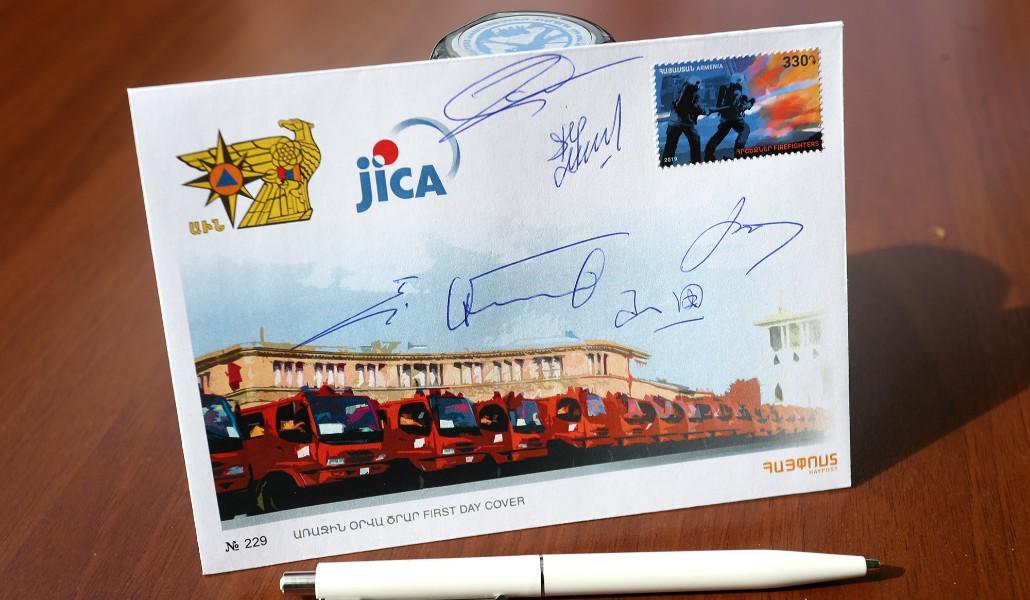 ՀԱՅԱՍՏԱՆ ARMENIA
330֏
2019
ՀՐՇԵՋՆԵՐ FIREFIGHTERS
jICA
ԱԻՆ
ՀԱՅՓՈՍՏ
HAYPOST
ԱՌԱՋԻՆ ՕՐՎԱ ԾՐԱՐ FIRST DAY COVER
№ 229